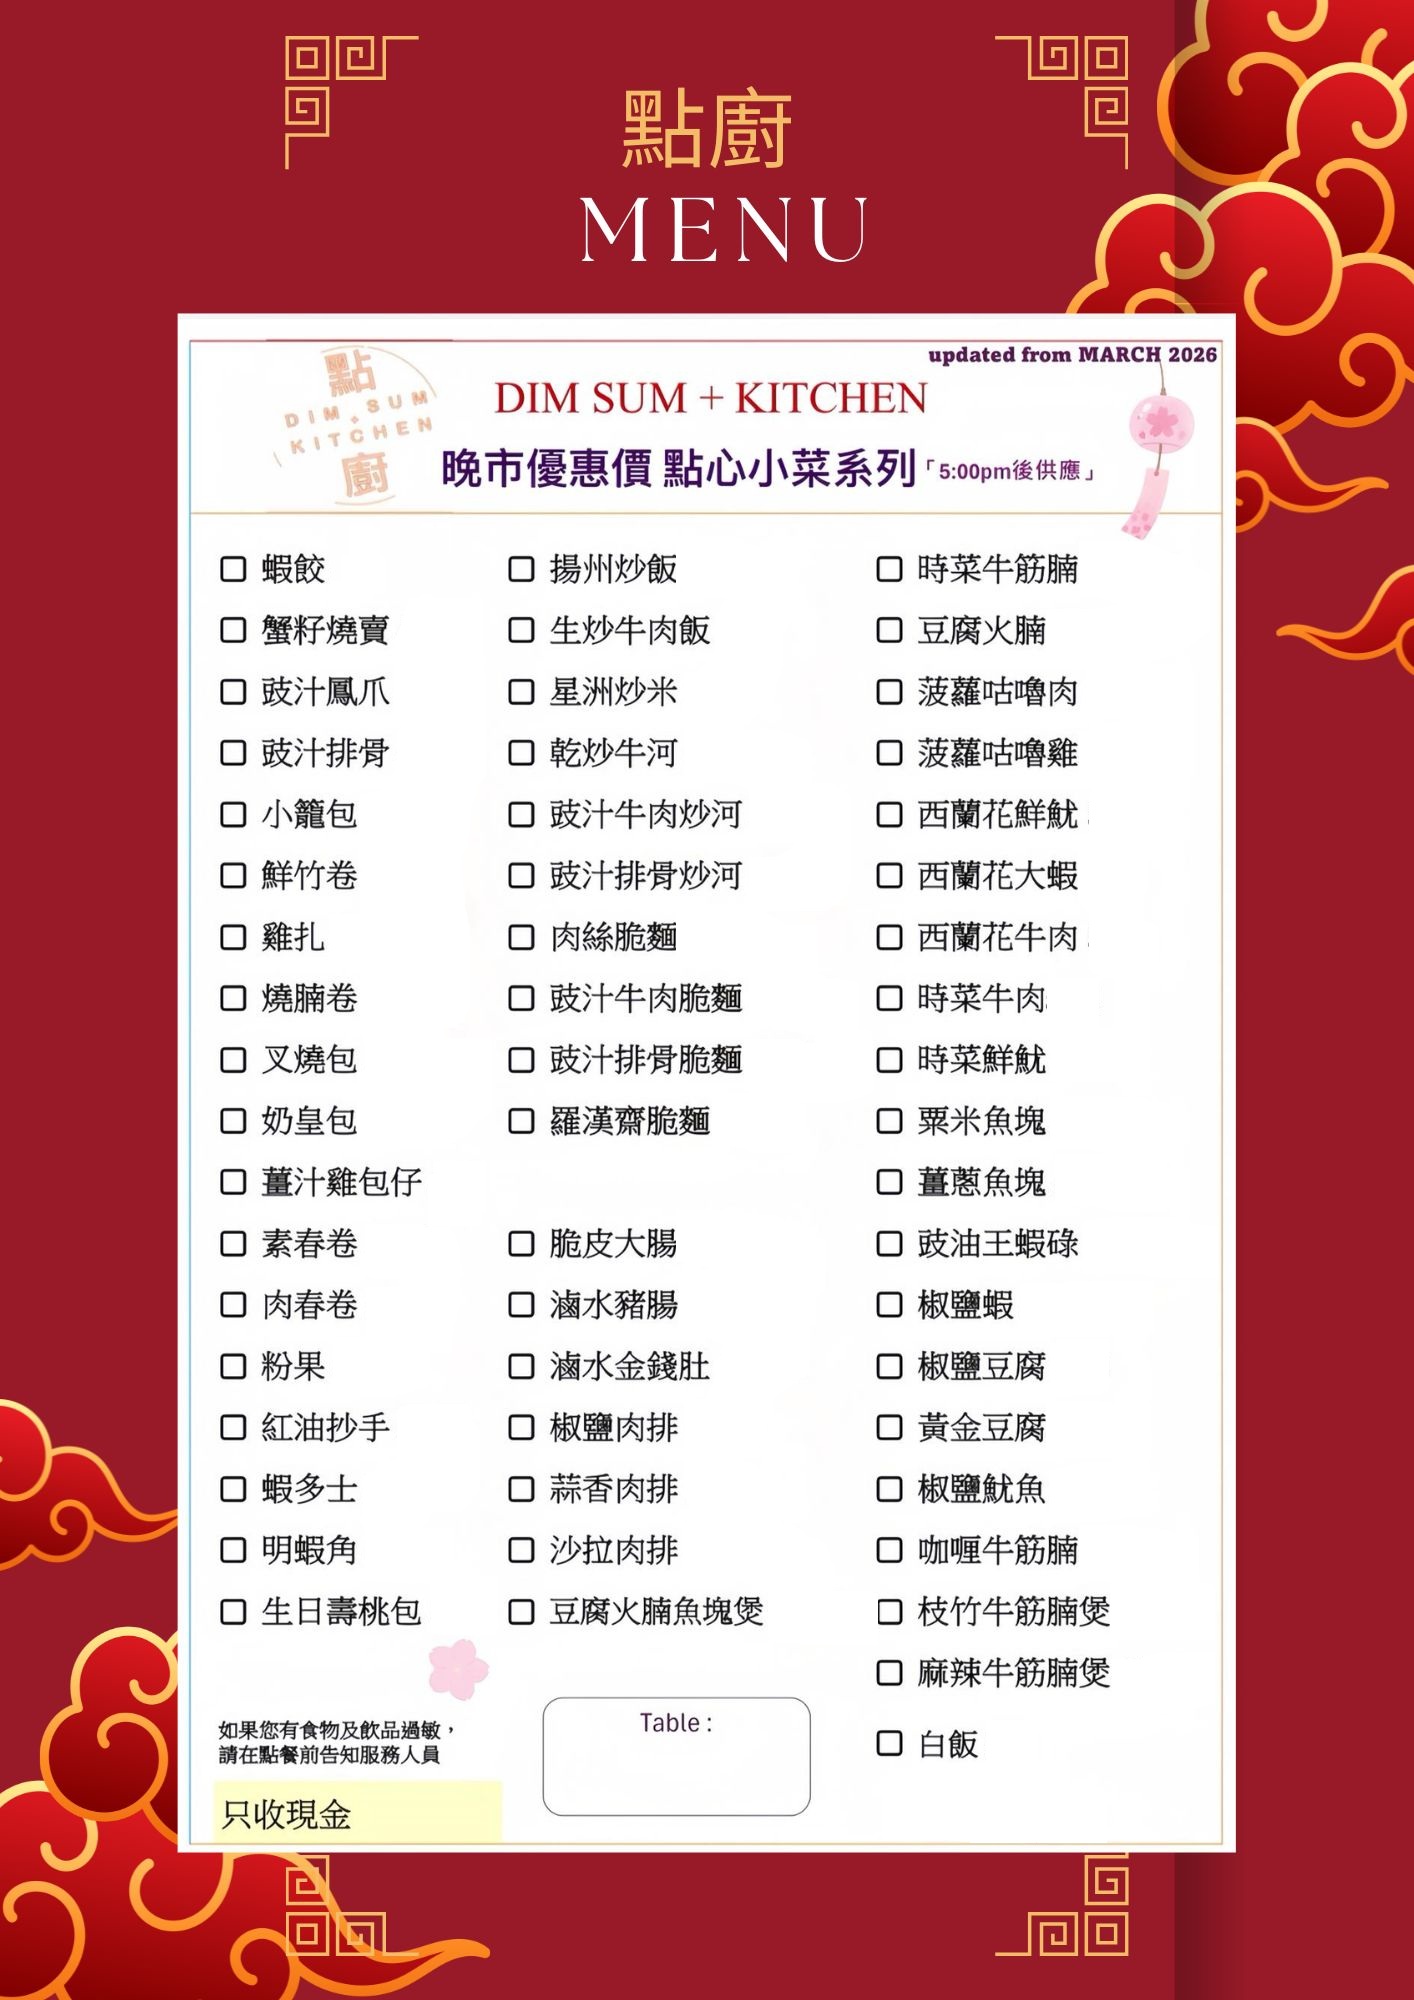 點廚
MENU
updated from MARCH 2026
點
DIM SUM
KITCHEN
廚
DIM SUM + KITCHEN
晚市優惠價 點心小菜系列「5:00pm後供應」
蝦餃
蟹籽燒賣
豉汁鳳爪
豉汁排骨
小籠包
鮮竹卷
雞扎
燒腩卷
叉燒包
奶皇包
薑汁雞包仔
素春卷
肉春卷
粉果
紅油抄手
蝦多士
明蝦角
生日壽桃包
揚州炒飯
生炒牛肉飯
星洲炒米
乾炒牛河
豉汁牛肉炒河
豉汁排骨炒河
肉絲脆麵
豉汁牛肉脆麵
豉汁排骨脆麵
羅漢齋脆麵
脆皮大腸
滷水豬腸
滷水金錢肚
椒鹽肉排
蒜香肉排
沙拉肉排
豆腐火腩魚塊煲
時菜牛筋腩
豆腐火腩
菠蘿咕嚕肉
菠蘿咕嚕雞
西蘭花鮮魷
西蘭花大蝦
西蘭花牛肉
時菜牛肉
時菜鮮魷
粟米魚塊
薑蔥魚塊
豉油王蝦碌
椒鹽蝦
椒鹽豆腐
黃金豆腐
椒鹽魷魚
咖喱牛筋腩
枝竹牛筋腩煲
麻辣牛筋腩煲
白飯
如果您有食物及飲品過敏，
請在點餐前告知服務人員
只收現金
Table :